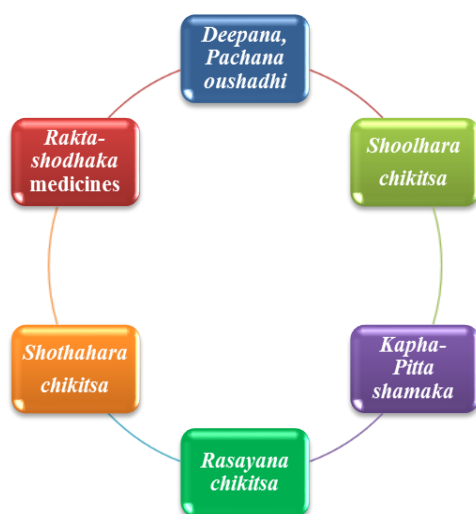 Deepana,
Pachana
oushadhi
Shoolhara
chikitsa
Kapha-
Pitta
shamaka
Rasayana
chikitsa
Shothahara
chikitsa
Rakta-
shodhaka
medicines